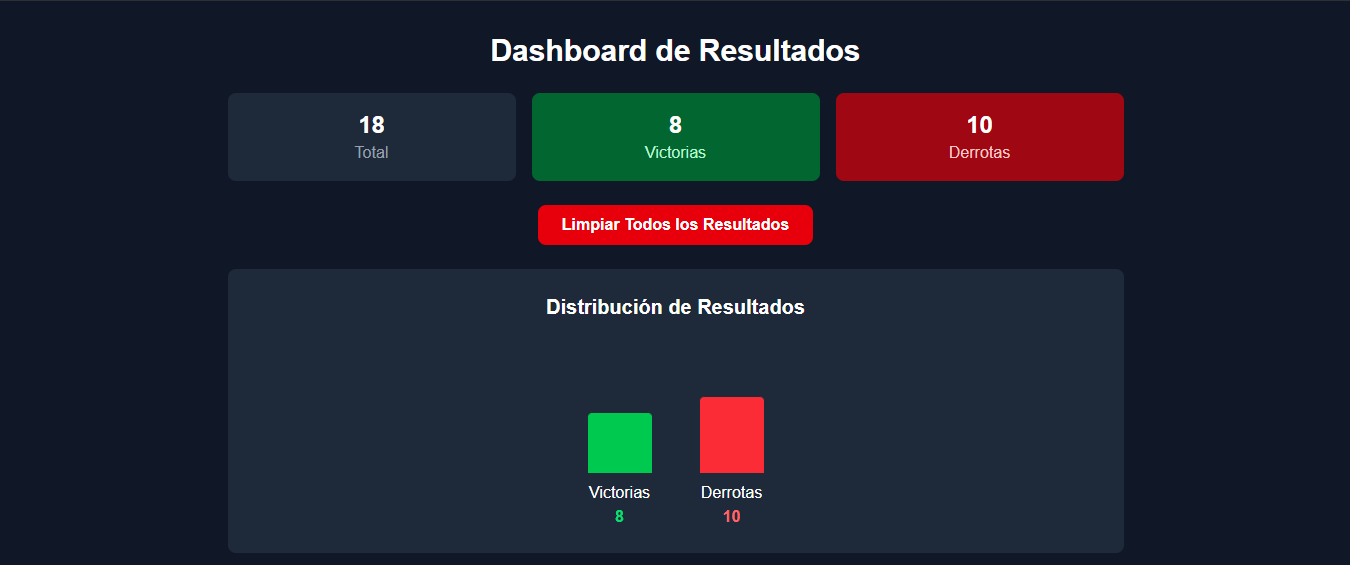 Dashboard de Resultados
18
Total
8
Victorias
10
Derrotas
Limpiar Todos los Resultados
Distribución de Resultados
Victorias
8
Derrotas
10